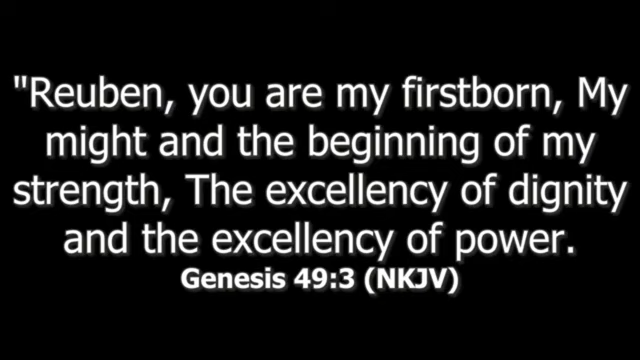 "Reuben, you are my firstborn, My
might and the beginning of my
strength, The excellency of dignity
and the excellency of power.
Genesis 49:3 (NKJV)